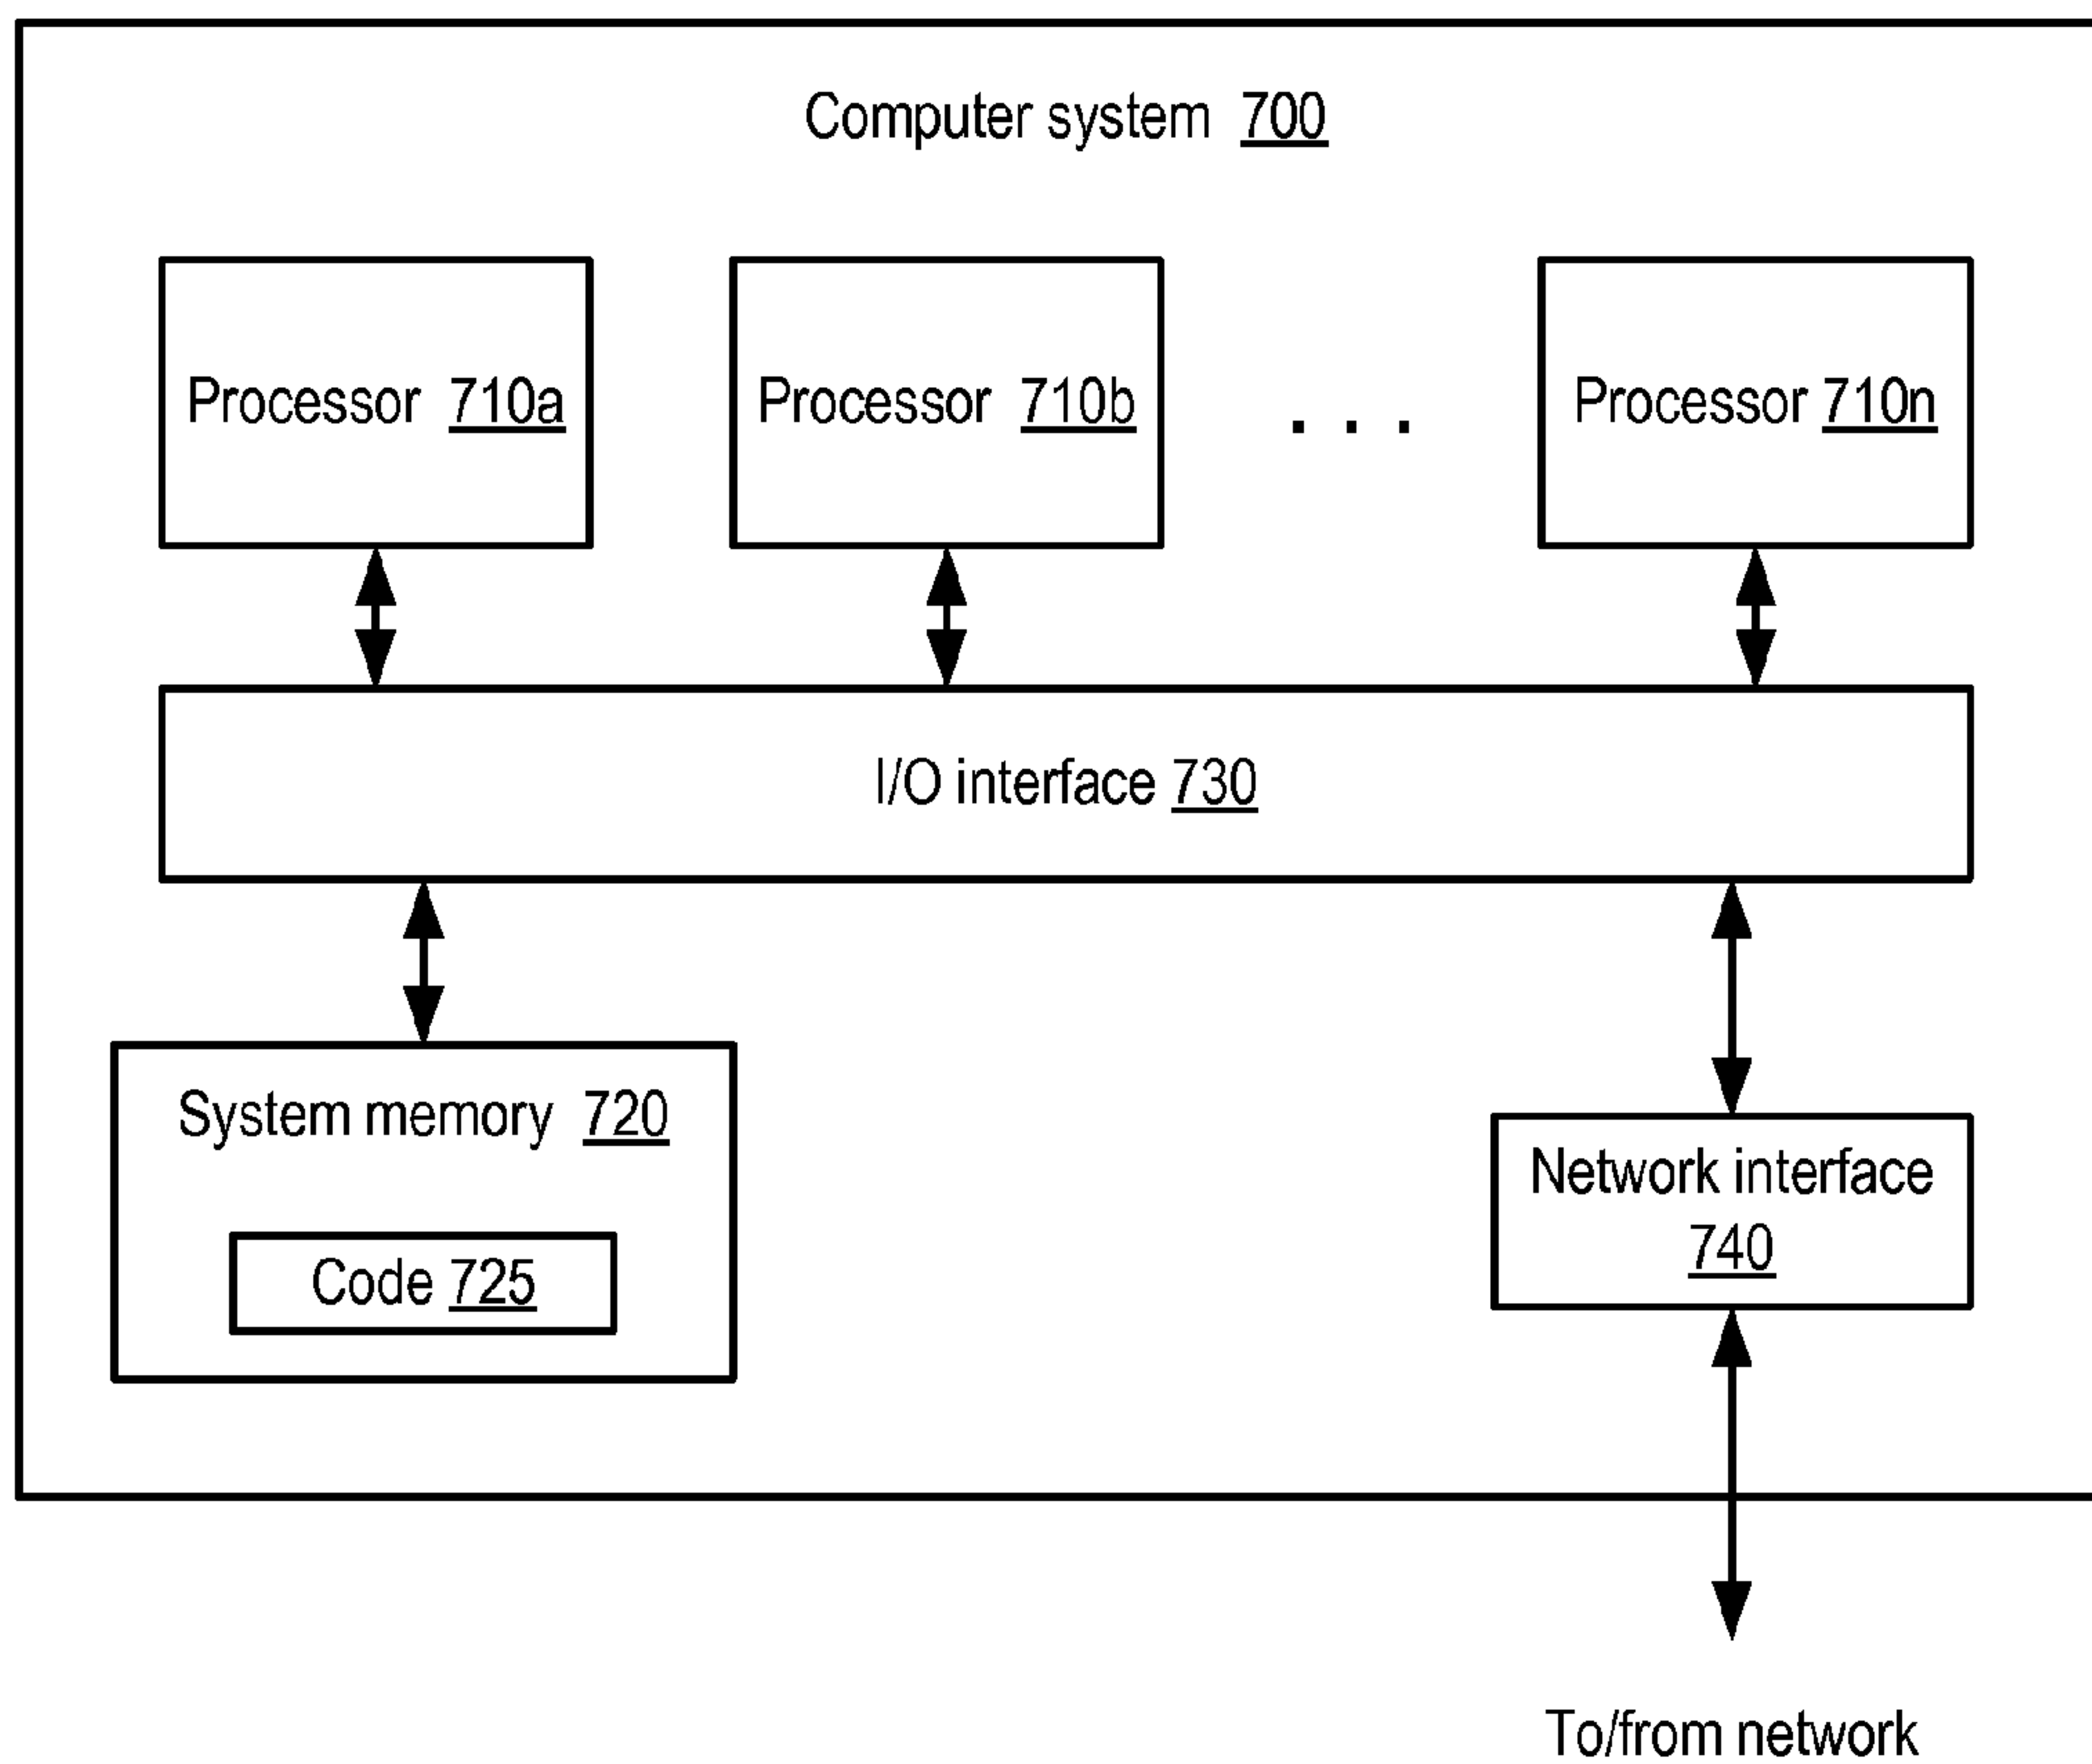 Computer system 700
Processor 710a
Processor 710b
. . .
Processor 710n
I/O interface 730
System memory 720
Code 725
Network interface
740
To/from network